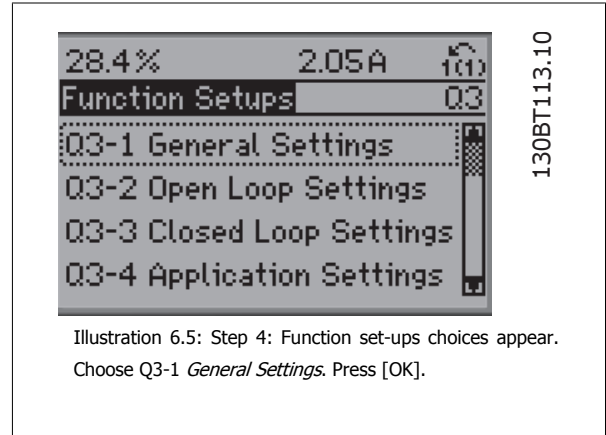 28.4% 2.05A 1(1)
Function Setups Q3
Q3-1 General Settings
Q3-2 Open Loop Settings
Q3-3 Closed Loop Settings
Q3-4 Application Settings
130BT113.10
Illustration 6.5: Step 4: Function set-ups choices appear.
Choose Q3-1 General Settings. Press [OK].